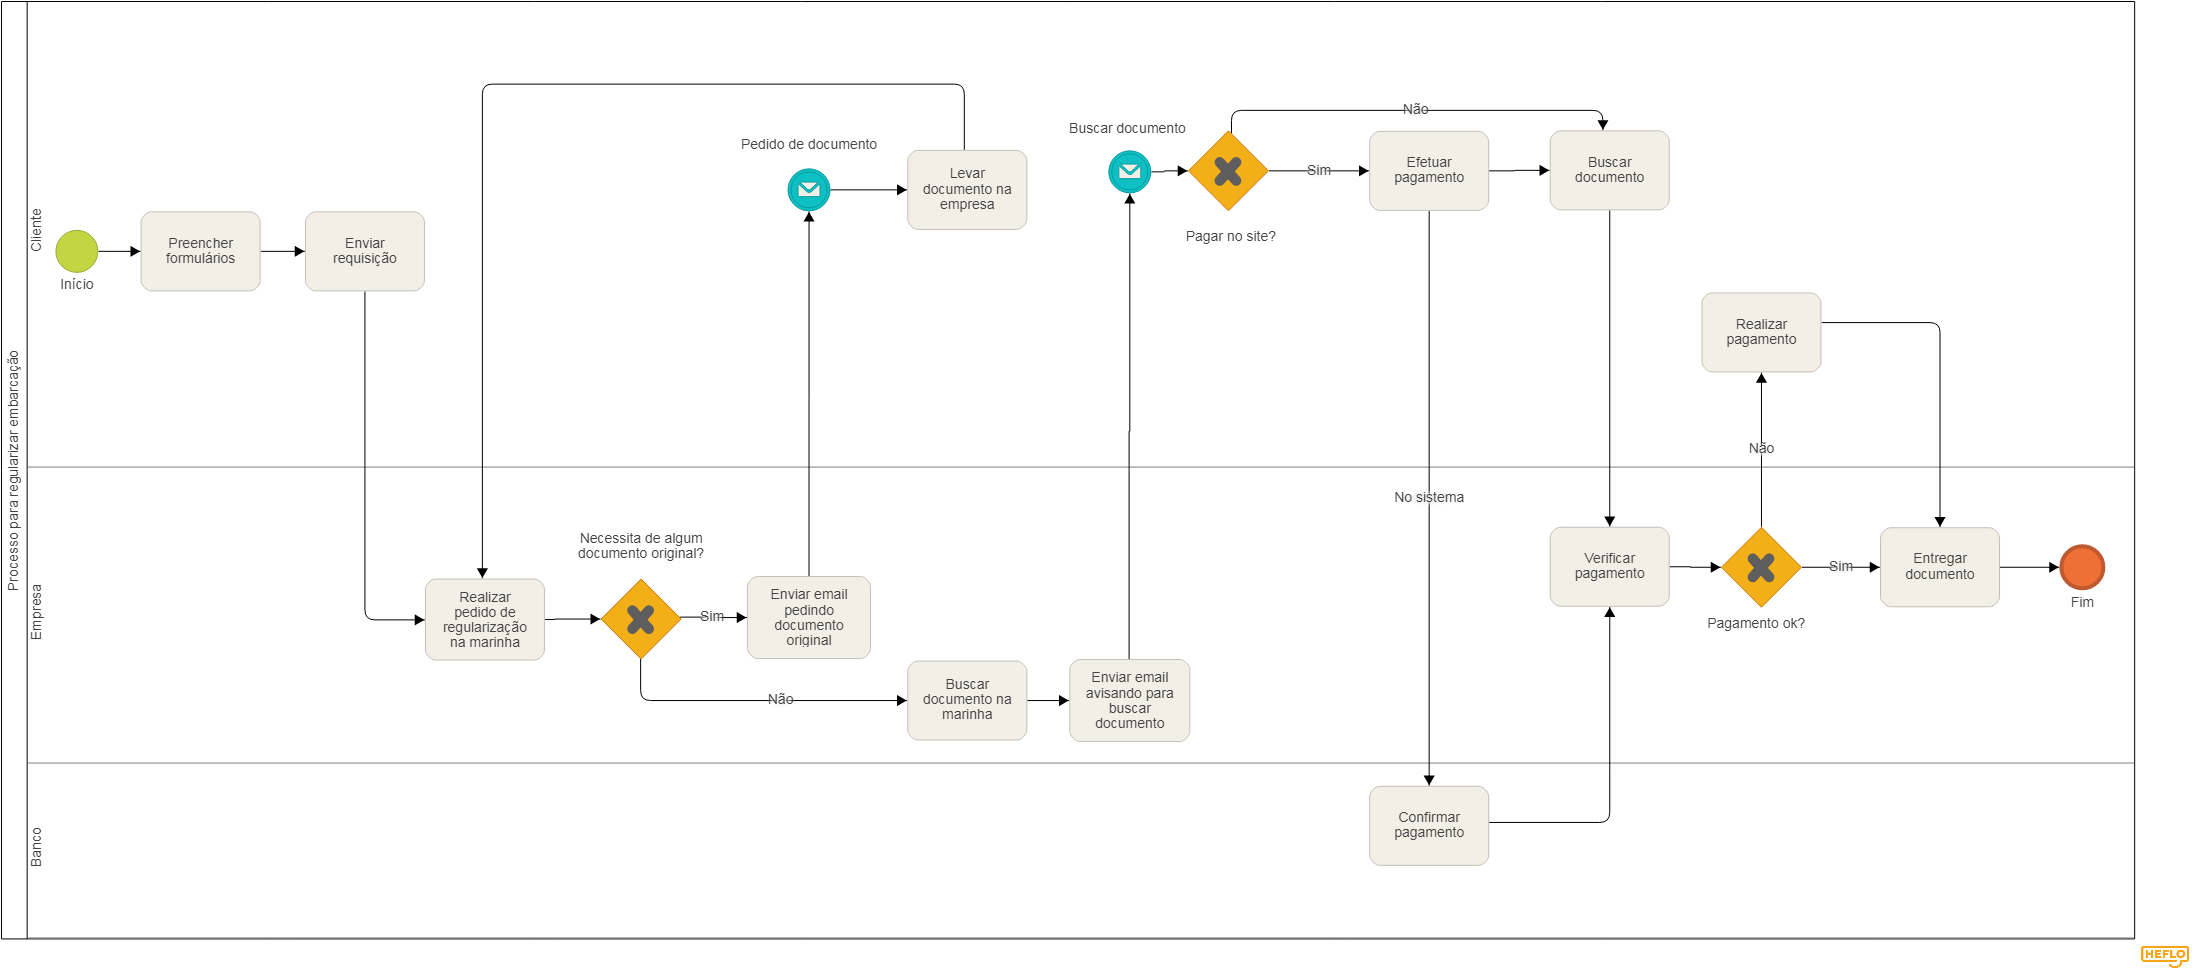 Processo para regularizar embarcação
Cliente
Início
Preencher
formulários
Enviar
requisição
Pedido de documento
Levar
documento na
empresa
Buscar documento
Pagar no site?
Não
Sim
Efetuar
pagamento
Buscar
documento
Realizar
pagamento
Não
No sistema
Empresa
Realizar
pedido de
regularização
na marinha
Necessita de algum
documento original?
Sim
Enviar email
pedindo
documento
original
Não
Buscar
documento na
marinha
Enviar email
avisando para
buscar
documento
Verificar
pagamento
Pagamento ok?
Sim
Entregar
documento
Fim
Banco
Confirmar
pagamento
HEFLO